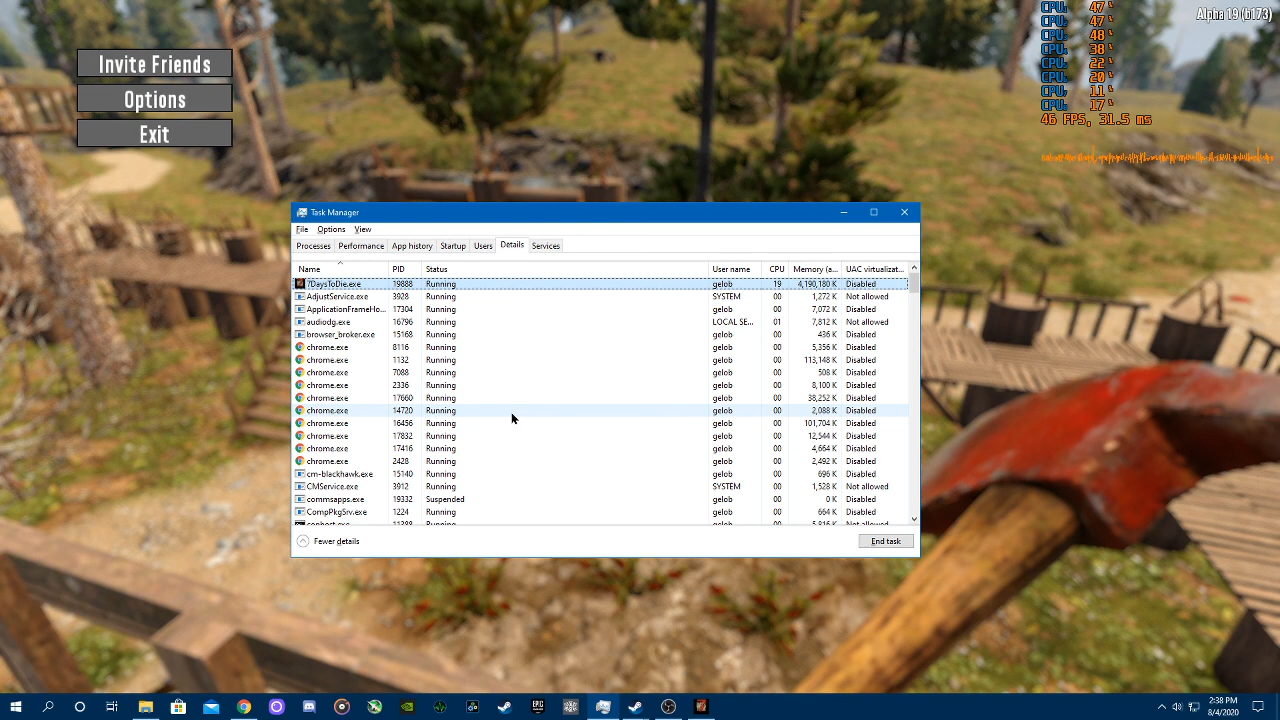 Invite Friends
Options
Exit
CPU 47 %
CPU 47 %
CPU 48 %
CPU 38 %
CPU 22 %
CPU 20 %
CPU 11 %
CPU 17 %
46 FPS, 31.5 ms
Alpha 19 (b173)
Task Manager
File Options View
Processes Performance App history Startup Users Details Services
Name PID Status User name CPU Memory (a... UAC virtualizat...
7DaysToDie.exe 19888 Running gelob 19 4,190,180 K Disabled
AdjustService.exe 3928 Running SYSTEM 00 1,272 K Not allowed
ApplicationFrameHo... 17304 Running gelob 00 7,072 K Disabled
audiodg.exe 16796 Running LOCAL SE... 01 7,812 K Not allowed
browser_broker.exe 15168 Running gelob 00 436 K Disabled
chrome.exe 8116 Running gelob 00 5,356 K Disabled
chrome.exe 1132 Running gelob 00 113,148 K Disabled
chrome.exe 7088 Running gelob 00 508 K Disabled
chrome.exe 2336 Running gelob 00 8,100 K Disabled
chrome.exe 17660 Running gelob 00 38,252 K Disabled
chrome.exe 14720 Running gelob 00 2,088 K Disabled
chrome.exe 16456 Running gelob 00 101,704 K Disabled
chrome.exe 17832 Running gelob 00 12,544 K Disabled
chrome.exe 17416 Running gelob 00 4,664 K Disabled
chrome.exe 2428 Running gelob 00 2,492 K Disabled
cm-blackhawk.exe 15140 Running gelob 00 696 K Disabled
CMService.exe 3912 Running SYSTEM 00 1,528 K Not allowed
commsapps.exe 19332 Suspended gelob 00 0 K Disabled
CompPkgSrv.exe 1224 Running gelob 00 664 K Disabled
Fewer details
End task
EPIC GAMES
2:38 PM
8/4/2020